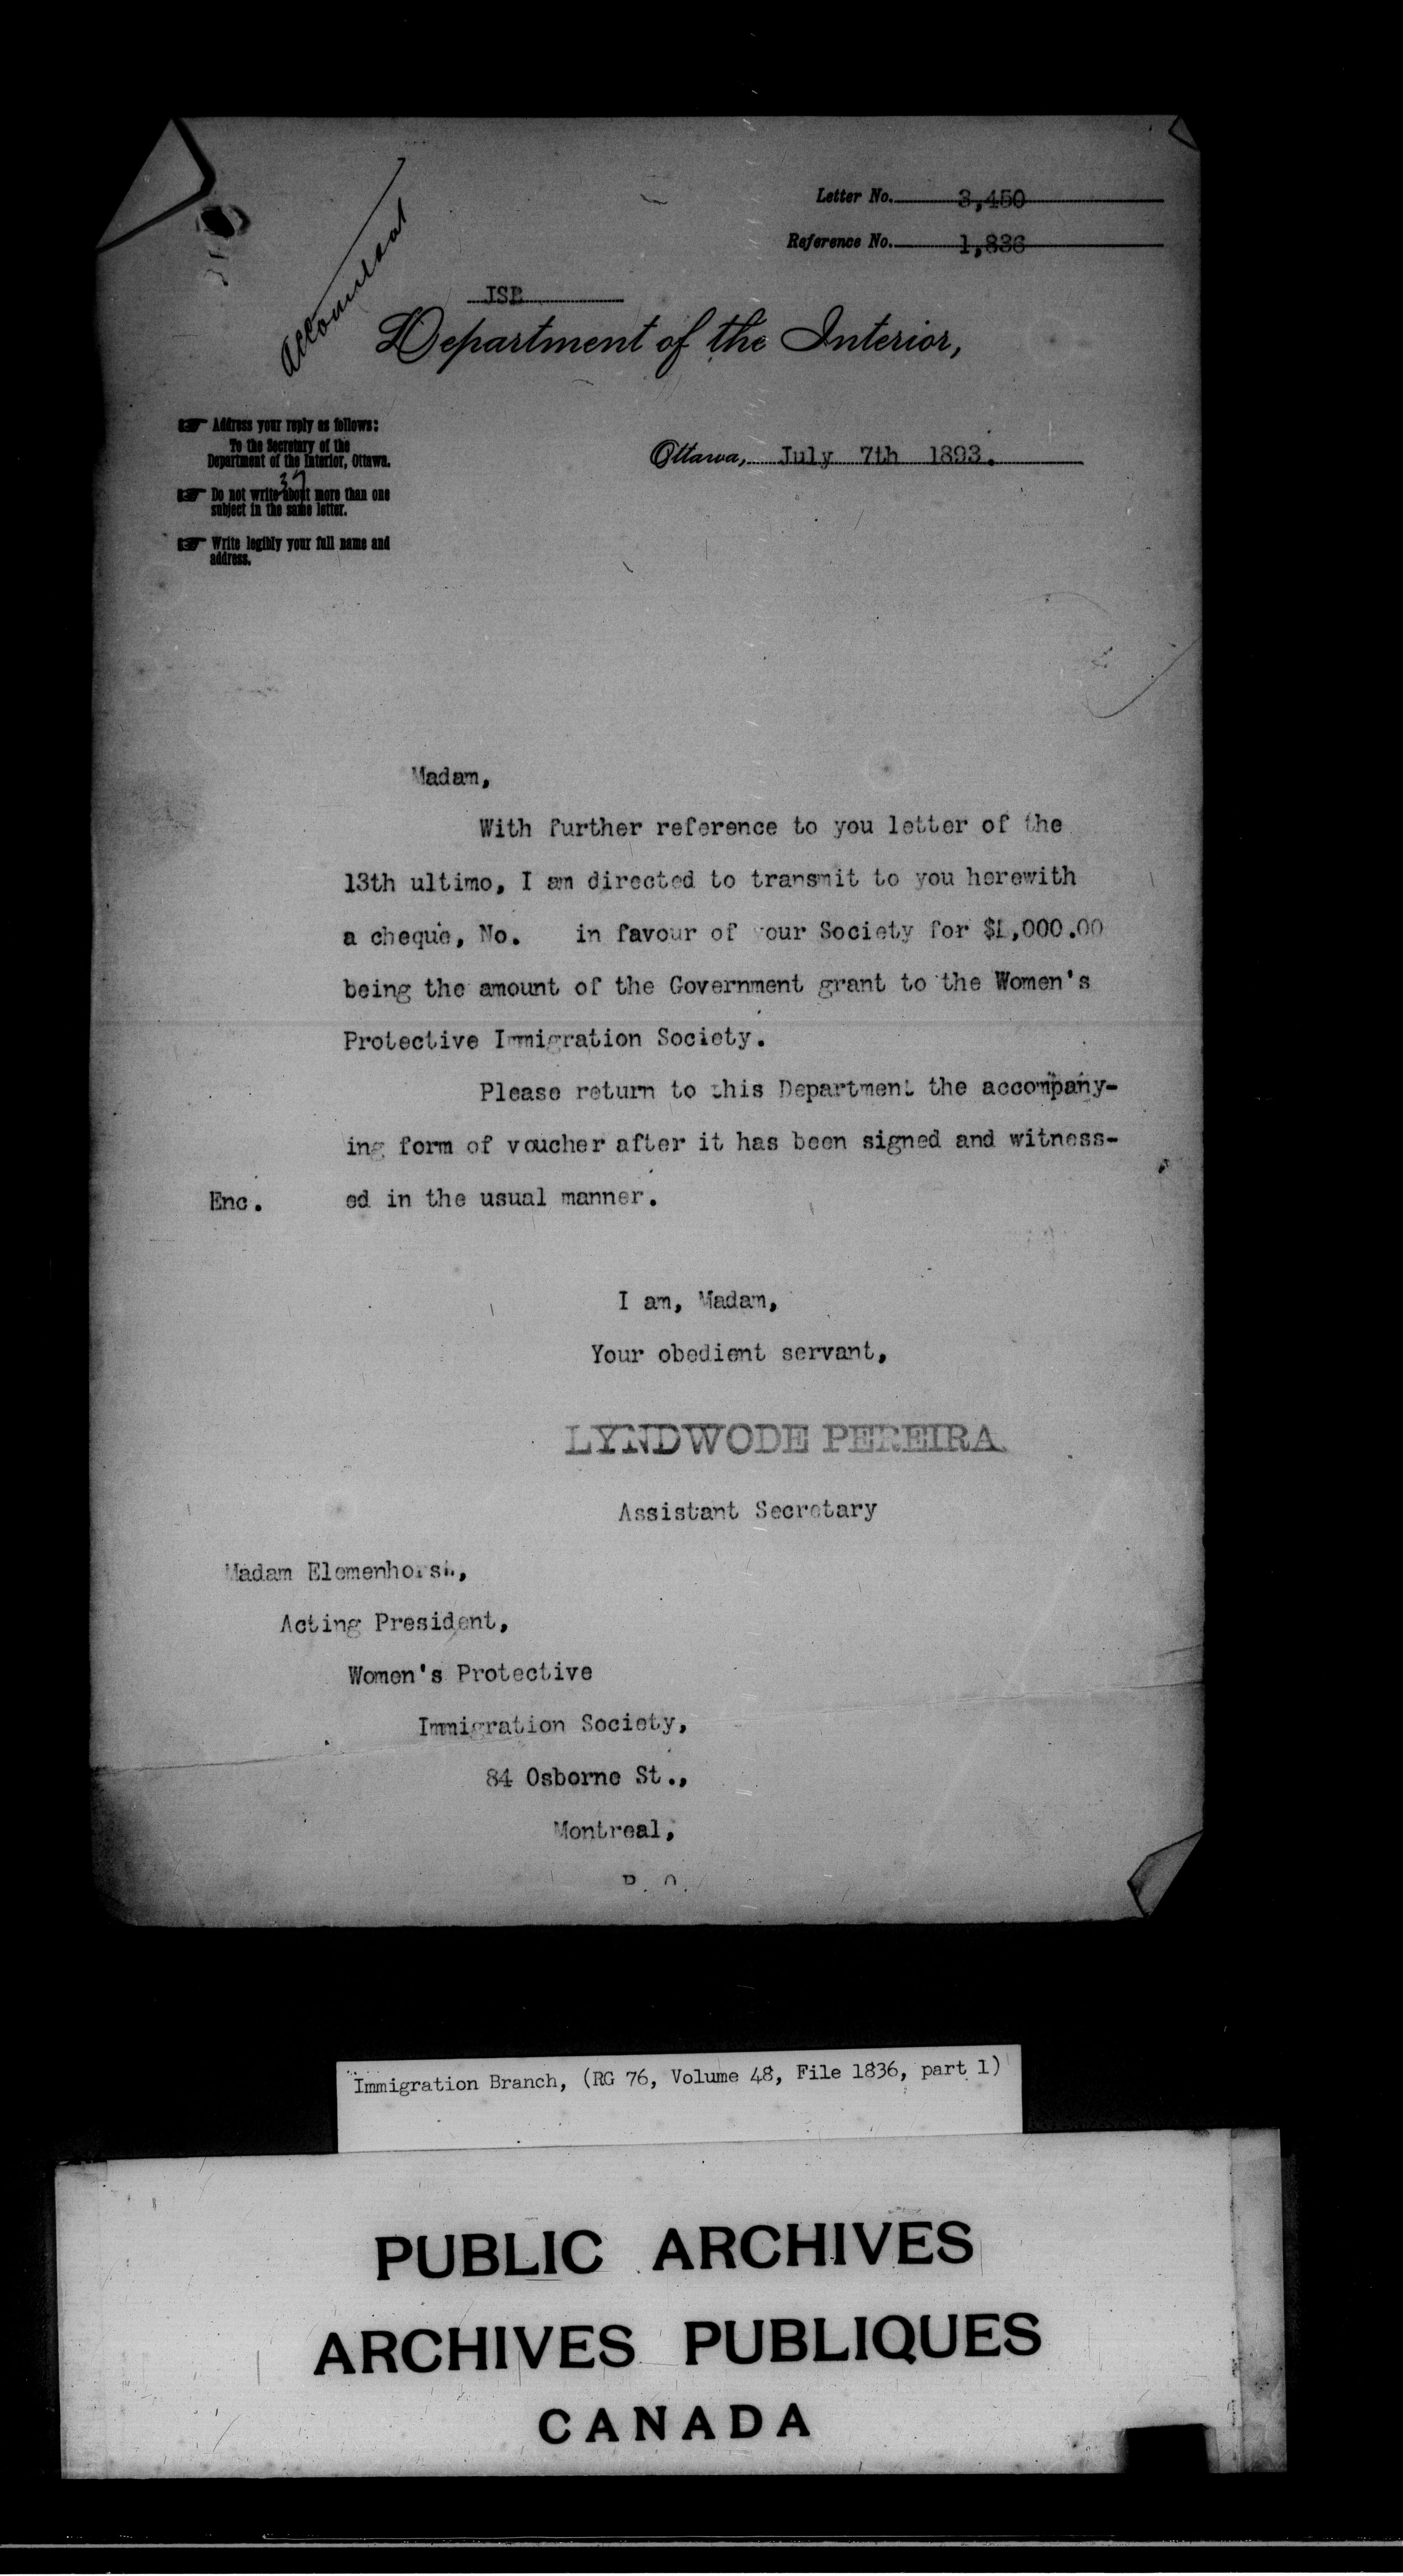 Letter No. 3,450
Reference No. 1,836
Accountant
JSB
Department of the Interior,
Address your reply as follows:
To the Secretary of the
Department of the Interior, Ottawa.
Do not write about more than one
subject in the same letter.
Write legibly your full name and
address.
Ottawa, July 7th 1893.
Madam,
With further reference to you letter of the
13th ultimo, I am directed to transmit to you herewith
a cheque, No. in favour of your Society for $1,000.00
being the amount of the Government grant to the Women's
Protective Immigration Society.
Please return to this Department the accompany-
ing form of voucher after it has been signed and witness-
Enc. ed in the usual manner.
I am, Madam,
Your obedient servant,
LYNDWODE PEREIRA
Assistant Secretary
Madam Elemenhorst,
Acting President,
Women's Protective
Immigration Society,
84 Osborne St.,
Montreal,
P. Q.
Immigration Branch, (RG 76, Volume 48, File 1836, part 1)
PUBLIC ARCHIVES
ARCHIVES PUBLIQUES
CANADA